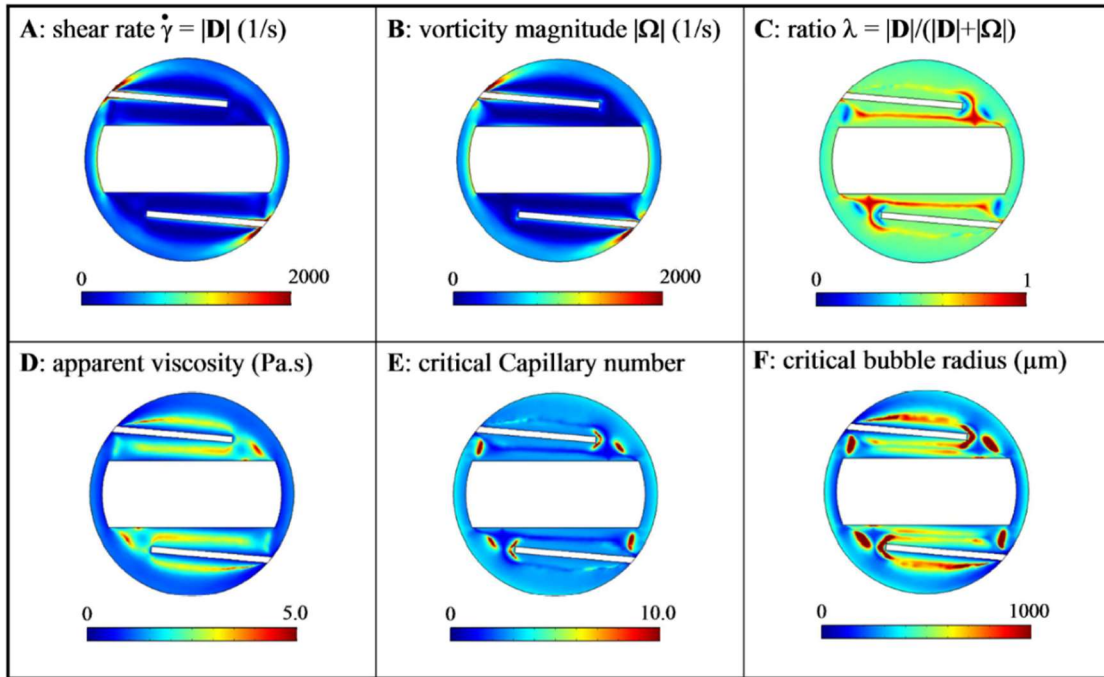 A: shear rate γ̇ = |D| (1/s)
B: vorticity magnitude |Ω| (1/s)
C: ratio λ = |D|/(|D|+|Ω|)
0 2000
0 2000
0 1
D: apparent viscosity (Pa.s)
E: critical Capillary number
F: critical bubble radius (μm)
0 5.0
0 10.0
0 1000